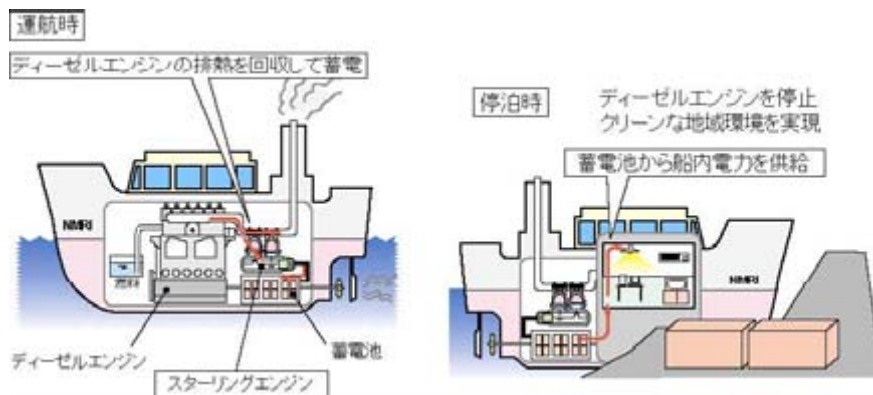 運航時
ディーゼルエンジンの排熱を回収して蓄電
NMRI
燃料
ディーゼルエンジン
スターリングエンジン
蓄電池
停泊時
ディーゼルエンジンを停止
クリーンな地域環境を実現
蓄電池から船内電力を供給
NMRI